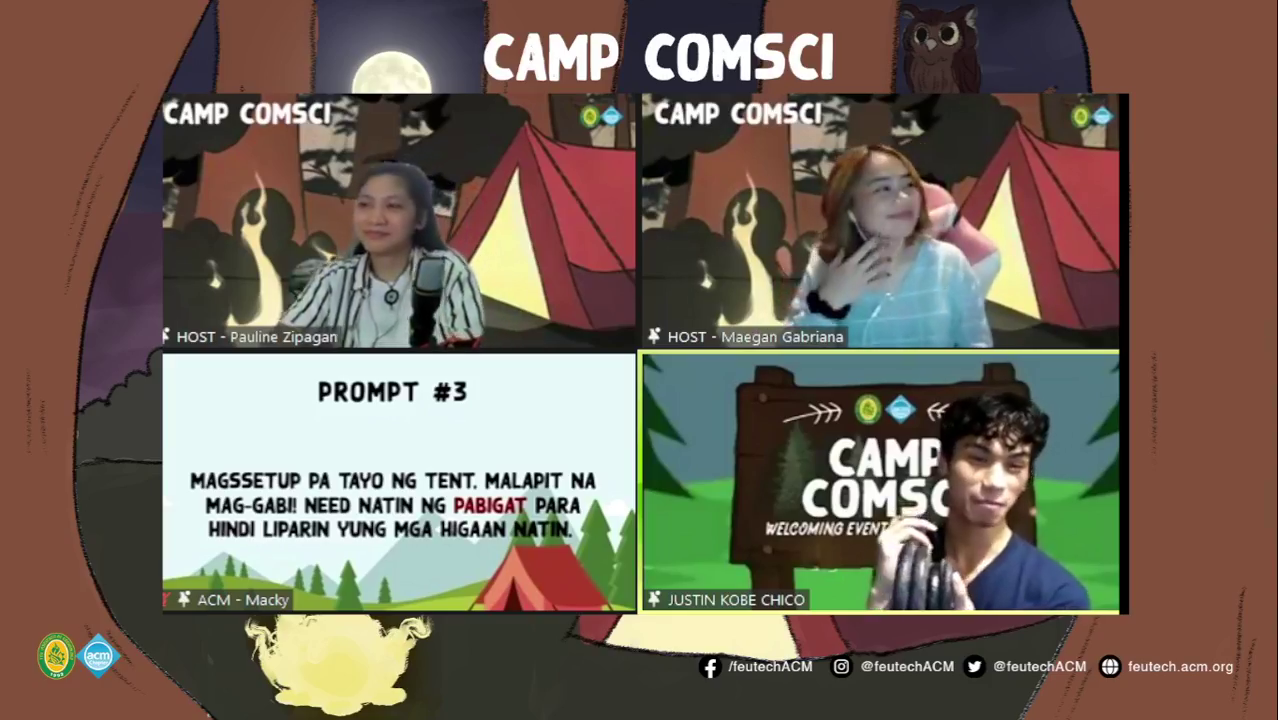 CAMP COMSCI
CAMP COMSCI
HOST - Pauline Zipagan
CAMP COMSCI
HOST - Maegan Gabriana
PROMPT #3
MAGSSETUP PA TAYO NG TENT. MALAPIT NA
MAG-GABI! NEED NATIN NG PABIGAT PARA
HINDI LIPARIN YUNG MGA HIGAAN NATIN.
ACM - Macky
CAMP
COMSC
WELCOMING EVENT
JUSTIN KOBE CHICO
acm
/feutechACM
@feutechACM
@feutechACM
feutech.acm.org